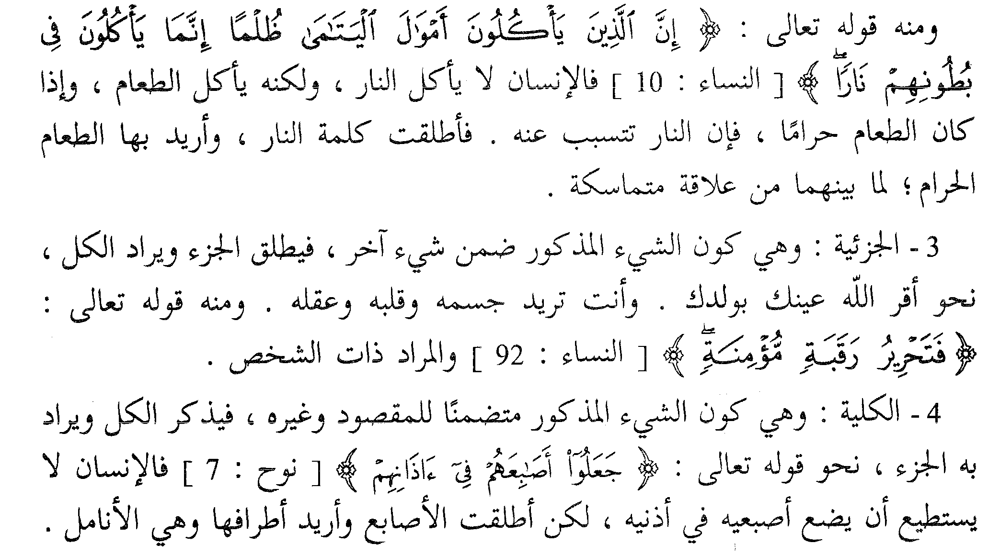 ومنه قوله تعالى : ﴿ إِنَّ ٱلَّذِينَ يَأْكُلُونَ أَمْوَٰلَ ٱلْيَتَٰمَىٰ ظُلْمًا إِنَّمَا يَأْكُلُونَ فِى
بُطُونِهِمْ نَارًاۖ ﴾ [ النساء : 10 ] فالإنسان لا يأكل النار ، ولكنه يأكل الطعام ، وإذا
كان الطعام حرامًا ، فإن النار تتسبب عنه . فأطلقت كلمة النار ، وأريد بها الطعام
الحرام ؛ لما بينهما من علاقة متماسكة .
3 - الجزئية : وهي كون الشيء المذكور ضمن شيء آخر ، فيطلق الجزء ويراد الكل ،
نحو أقر اللّه عينك بولدك . وأنت تريد جسمه وقلبه وعقله . ومنه قوله تعالى :
﴿ فَتَحْرِيرُ رَقَبَةٍ مُّؤْمِنَةٍۖ ﴾ [ النساء : 92 ] والمراد ذات الشخص .
4 - الكلية : وهي كون الشيء المذكور متضمنًا للمقصود وغيره ، فيذكر الكل ويراد
به الجزء ، نحو قوله تعالى : ﴿ جَعَلُوٓا۟ أَصَٰبِعَهُمْ فِىٓ ءَاذَانِهِمْ ﴾ [ نوح : 7 ] فالإنسان لا
يستطيع أن يضع أصبعيه في أذنيه ، لكن أطلقت الأصابع وأريد أطرافها وهي الأنامل .